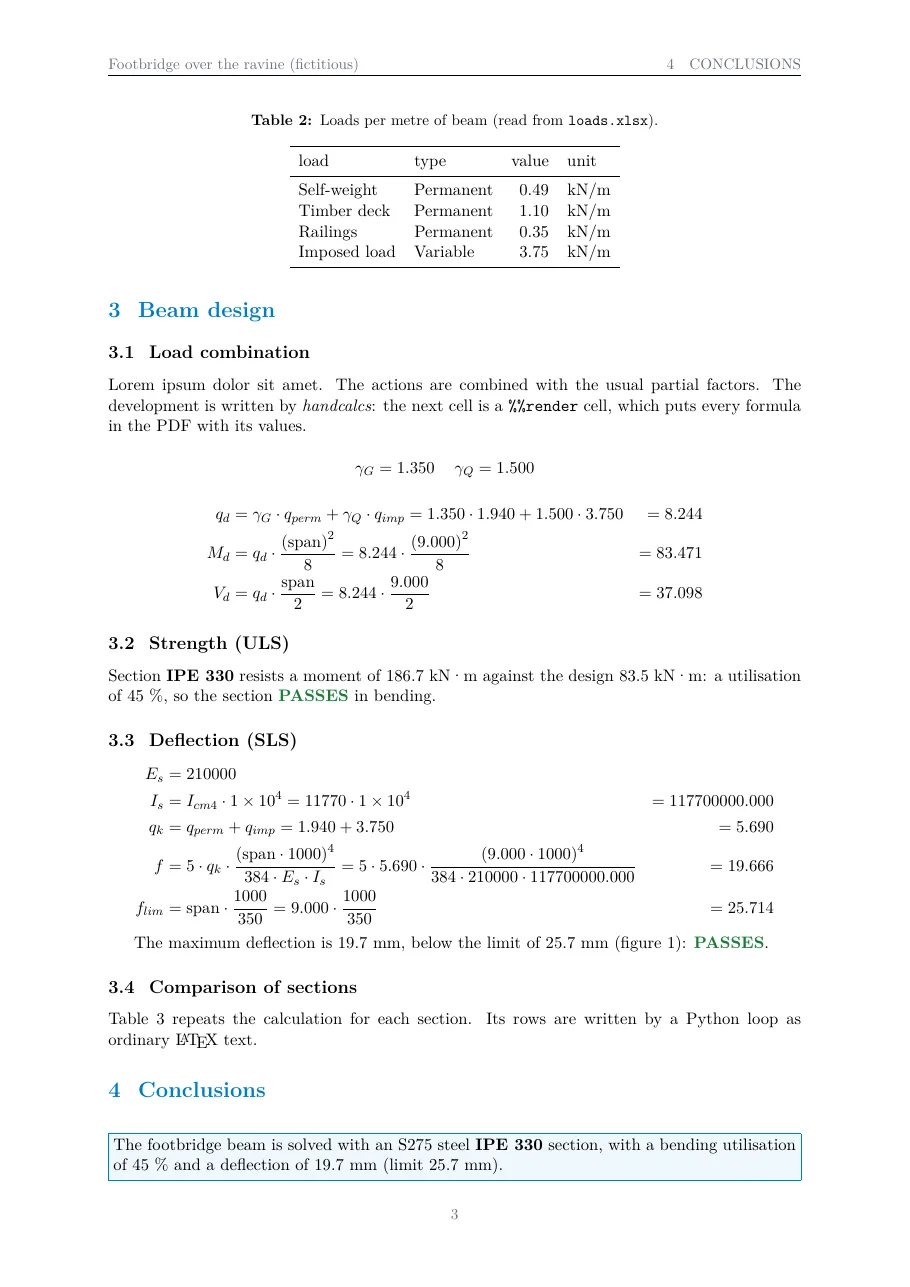 Footbridge over the ravine (fictitious) 4 CONCLUSIONS
Table 2: Loads per metre of beam (read from loads.xlsx).
load type value unit
Self-weight Permanent 0.49 kN/m
Timber deck Permanent 1.10 kN/m
Railings Permanent 0.35 kN/m
Imposed load Variable 3.75 kN/m
3 Beam design
3.1 Load combination
Lorem ipsum dolor sit amet. The actions are combined with the usual partial factors. The
development is written by handcalcs: the next cell is a %%render cell, which puts every formula
in the PDF with its values.
γ_G = 1.350 γ_Q = 1.500
q_d = γ_G · q_perm + γ_Q · q_imp = 1.350 · 1.940 + 1.500 · 3.750 = 8.244
M_d = q_d · (span)² / 8 = 8.244 · (9.000)² / 8 = 83.471
V_d = q_d · span / 2 = 8.244 · 9.000 / 2 = 37.098
3.2 Strength (ULS)
Section IPE 330 resists a moment of 186.7 kN · m against the design 83.5 kN · m: a utilisation
of 45 %, so the section PASSES in bending.
3.3 Deflection (SLS)
E_s = 210000
I_s = I_cm4 · 1 × 10⁴ = 11770 · 1 × 10⁴ = 117700000.000
q_k = q_perm + q_imp = 1.940 + 3.750 = 5.690
f = 5 · q_k · (span · 1000)⁴ / 384 · E_s · I_s = 5 · 5.690 · (9.000 · 1000)⁴ / 384 · 210000 · 117700000.000 = 19.666
f_lim = span · 1000 / 350 = 9.000 · 1000 / 350 = 25.714
The maximum deflection is 19.7 mm, below the limit of 25.7 mm (figure 1): PASSES.
3.4 Comparison of sections
Table 3 repeats the calculation for each section. Its rows are written by a Python loop as
ordinary LATEX text.
4 Conclusions
The footbridge beam is solved with an S275 steel IPE 330 section, with a bending utilisation
of 45 % and a deflection of 19.7 mm (limit 25.7 mm).
3